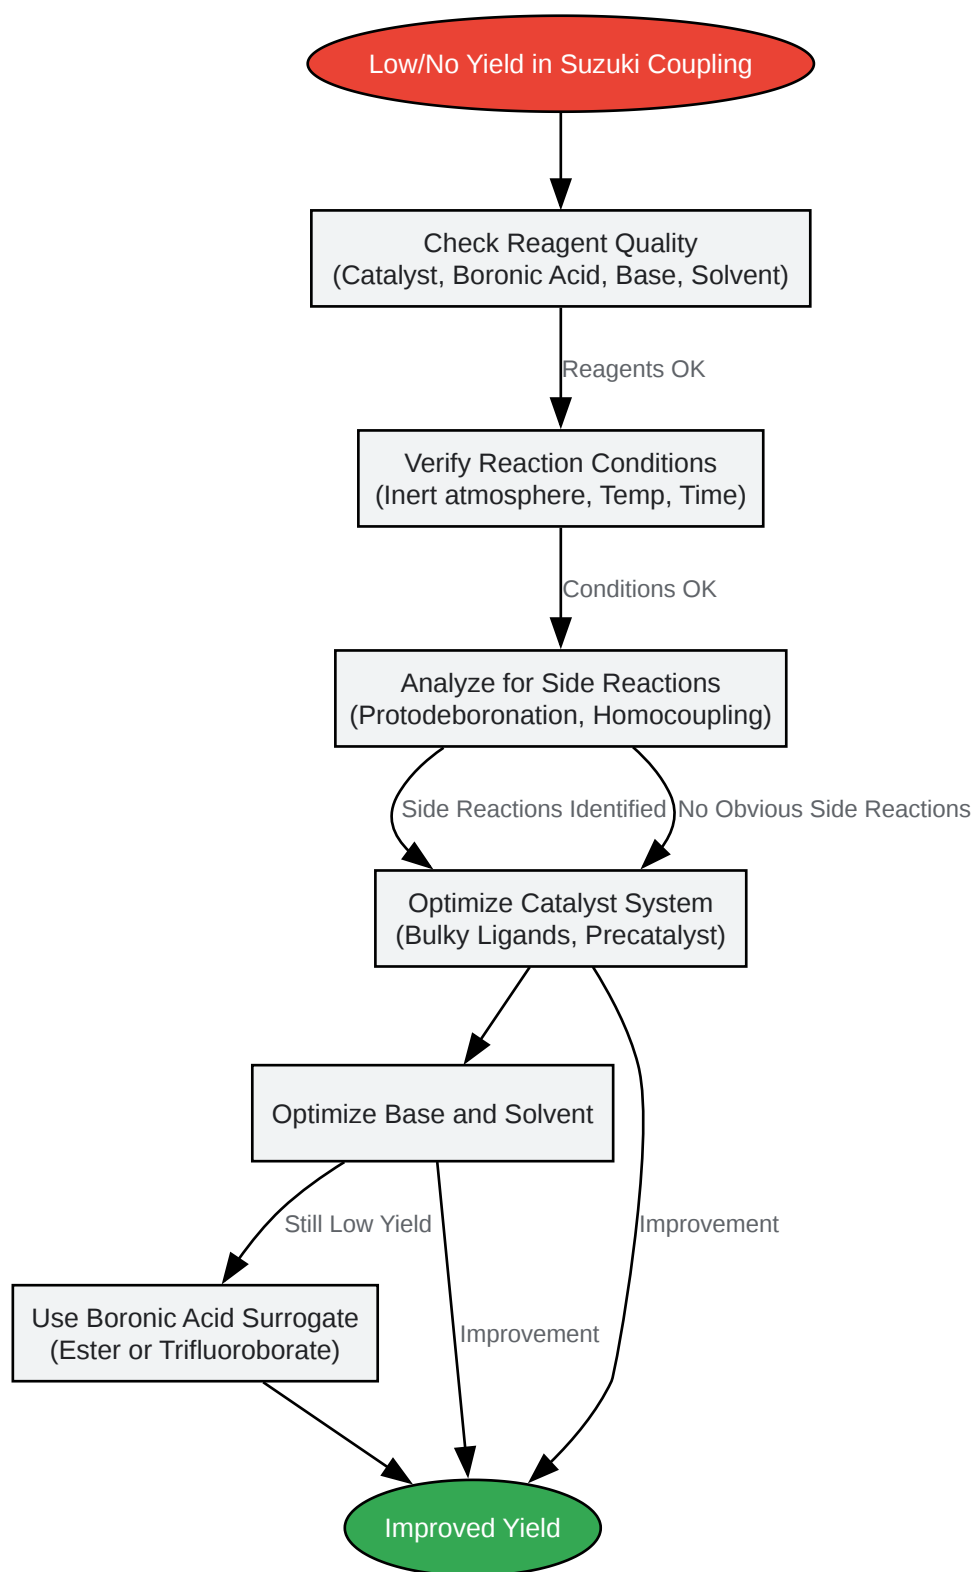 Low/No Yield in Suzuki Coupling
Check Reagent Quality
(Catalyst, Boronic Acid, Base, Solvent)
Reagents OK
Verify Reaction Conditions
(Inert atmosphere, Temp, Time)
Conditions OK
Analyze for Side Reactions
(Protodeboronation, Homocoupling)
Side Reactions Identified
No Obvious Side Reactions
Optimize Catalyst System
(Bulky Ligands, Precatalyst)
Optimize Base and Solvent
Still Low Yield
Improvement
Use Boronic Acid Surrogate
(Ester or Trifluoroborate)
Improvement
Improved Yield